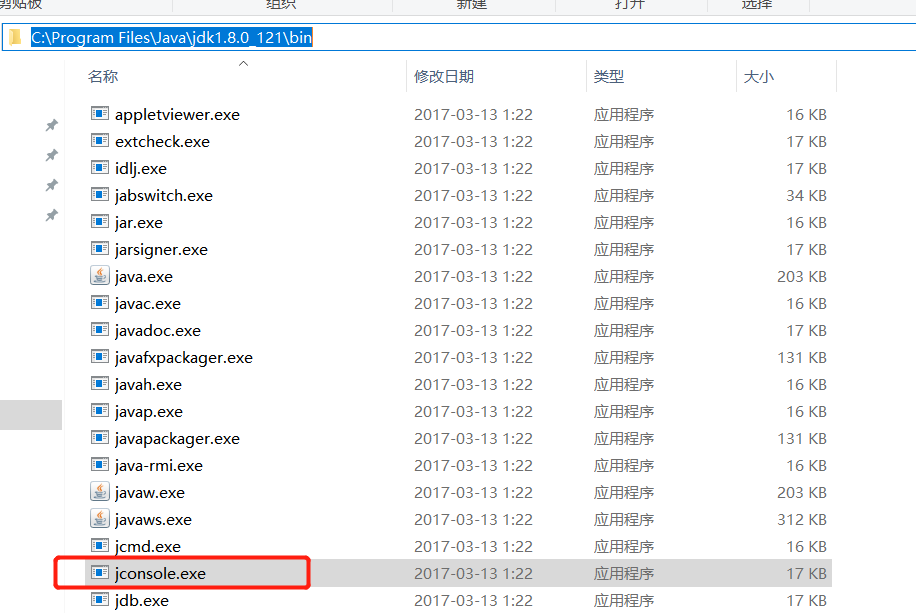 剪贴板 组织 新建 打开 选择
C:\Program Files\Java\jdk1.8.0_121\bin
名称 修改日期 类型 大小
appletviewer.exe 2017-03-13 1:22 应用程序 16 KB
extcheck.exe 2017-03-13 1:22 应用程序 17 KB
idlj.exe 2017-03-13 1:22 应用程序 17 KB
jabswitch.exe 2017-03-13 1:22 应用程序 34 KB
jar.exe 2017-03-13 1:22 应用程序 16 KB
jarsigner.exe 2017-03-13 1:22 应用程序 17 KB
java.exe 2017-03-13 1:22 应用程序 203 KB
javac.exe 2017-03-13 1:22 应用程序 16 KB
javadoc.exe 2017-03-13 1:22 应用程序 17 KB
javafxpackager.exe 2017-03-13 1:22 应用程序 131 KB
javah.exe 2017-03-13 1:22 应用程序 16 KB
javap.exe 2017-03-13 1:22 应用程序 16 KB
javapackager.exe 2017-03-13 1:22 应用程序 131 KB
java-rmi.exe 2017-03-13 1:22 应用程序 16 KB
javaw.exe 2017-03-13 1:22 应用程序 203 KB
javaws.exe 2017-03-13 1:22 应用程序 312 KB
jcmd.exe 2017-03-13 1:22 应用程序 16 KB
jconsole.exe 2017-03-13 1:22 应用程序 17 KB
jdb.exe 2017-03-13 1:22 应用程序 17 KB